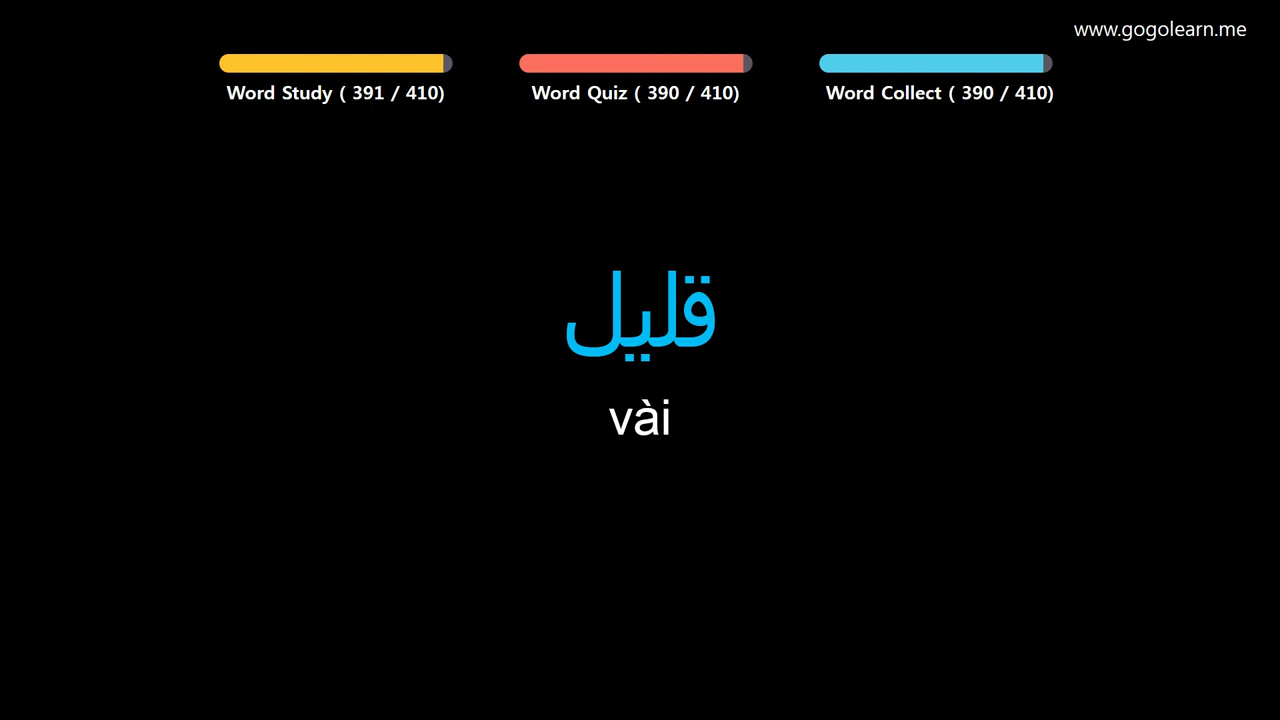 www.gogolearn.me
Word Study ( 391 / 410)
Word Quiz ( 390 / 410)
Word Collect ( 390 / 410)
قليل
vài